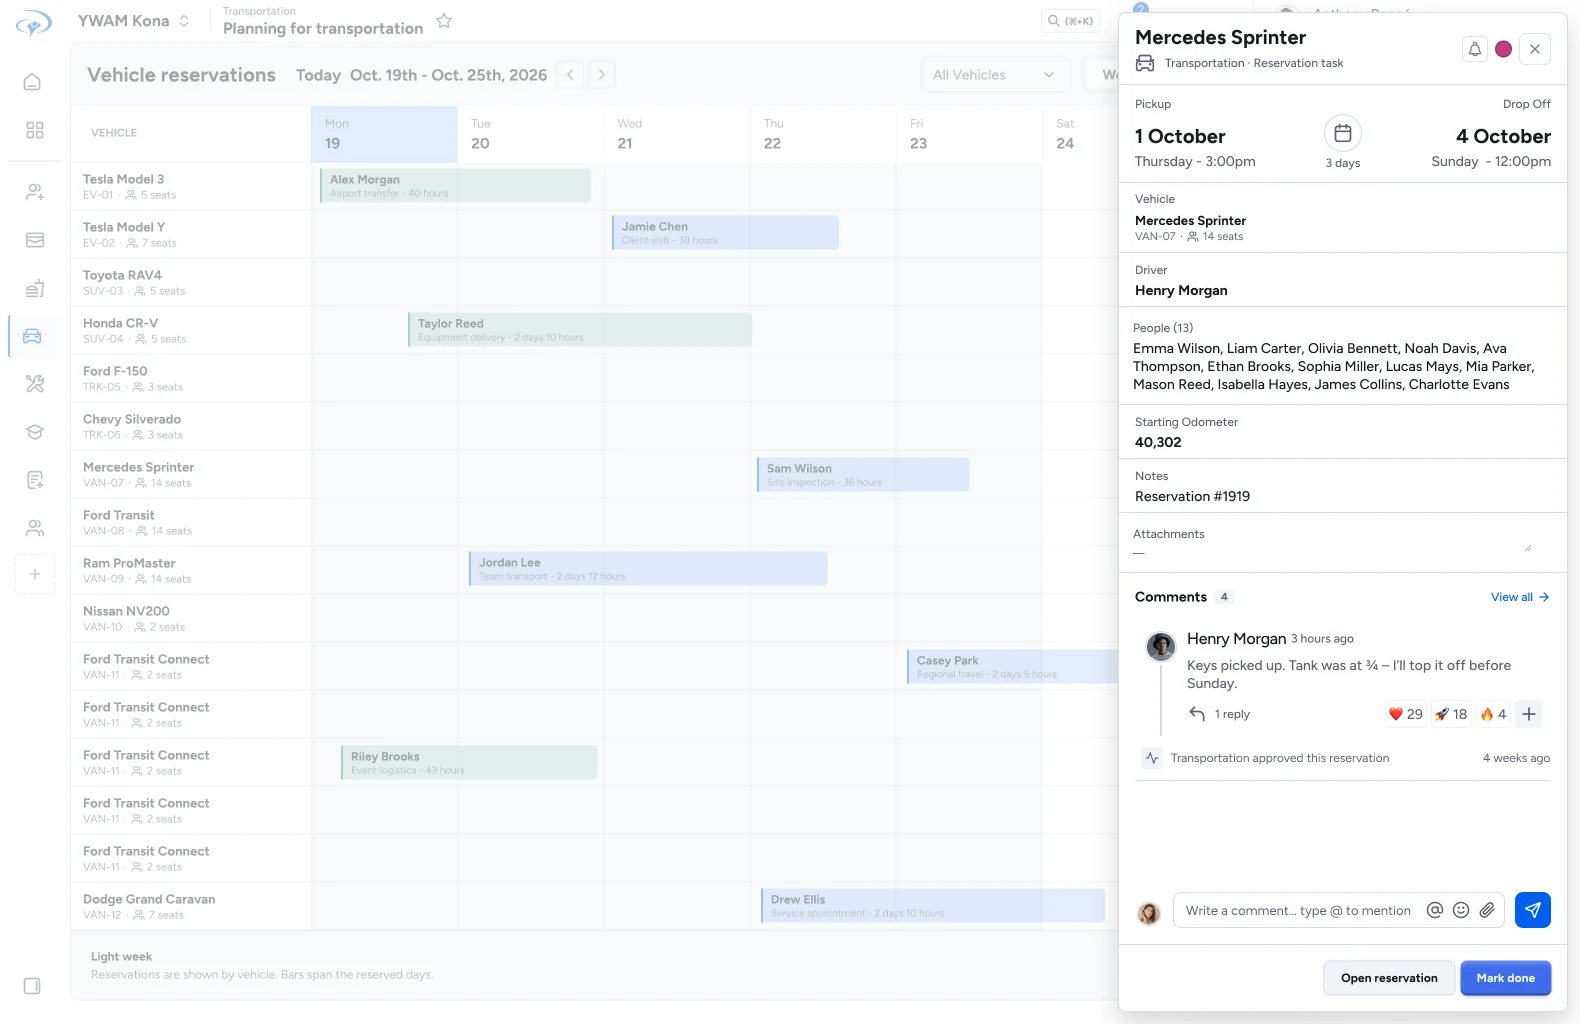 YWAM Kona
Transportation
Planning for transportation
(⌘+K)
2
Vehicle reservations
Today Oct. 19th - Oct. 25th, 2026
All Vehicles
VEHICLE
Mon
19
Tue
20
Wed
21
Thu
22
Fri
23
Sat
24
Tesla Model 3
EV-01 · 5 seats
Alex Morgan
Airport transfer - 40 hours
Tesla Model Y
EV-02 · 7 seats
Jamie Chen
Client visit - 38 hours
Toyota RAV4
SUV-03 · 5 seats
Honda CR-V
SUV-04 · 5 seats
Taylor Reed
Equipment delivery - 2 days 10 hours
Ford F-150
TRK-05 · 3 seats
Chevy Silverado
TRK-06 · 3 seats
Mercedes Sprinter
VAN-07 · 14 seats
Sam Wilson
Site inspection - 36 hours
Ford Transit
VAN-08 · 14 seats
Ram ProMaster
VAN-09 · 14 seats
Jordan Lee
Team transport - 2 days 12 hours
Nissan NV200
VAN-10 · 2 seats
Ford Transit Connect
VAN-11 · 2 seats
Casey Park
Regional travel - 2 days 5 hours
Ford Transit Connect
VAN-11 · 2 seats
Ford Transit Connect
VAN-11 · 2 seats
Riley Brooks
Event logistics - 43 hours
Ford Transit Connect
VAN-11 · 2 seats
Ford Transit Connect
VAN-11 · 2 seats
Dodge Grand Caravan
VAN-12 · 7 seats
Drew Ellis
Service appointment - 2 days 10 hours
Light week
Reservations are shown by vehicle. Bars span the reserved days.
Mercedes Sprinter
Transportation · Reservation task
Pickup
Drop Off
1 October
4 October
Thursday - 3:00pm
3 days
Sunday - 12:00pm
Vehicle
Mercedes Sprinter
VAN-07 · 14 seats
Driver
Henry Morgan
People (13)
Emma Wilson, Liam Carter, Olivia Bennett, Noah Davis, Ava
Thompson, Ethan Brooks, Sophia Miller, Lucas Mays, Mia Parker,
Mason Reed, Isabella Hayes, James Collins, Charlotte Evans
Starting Odometer
40,302
Notes
Reservation #1919
Attachments
—
Comments 4
View all →
Henry Morgan 3 hours ago
Keys picked up. Tank was at ¾ – I'll top it off before
Sunday.
1 reply
❤️ 29 🚀 18 🔥 4
Transportation approved this reservation
4 weeks ago
Write a comment... type @ to mention
Open reservation
Mark done